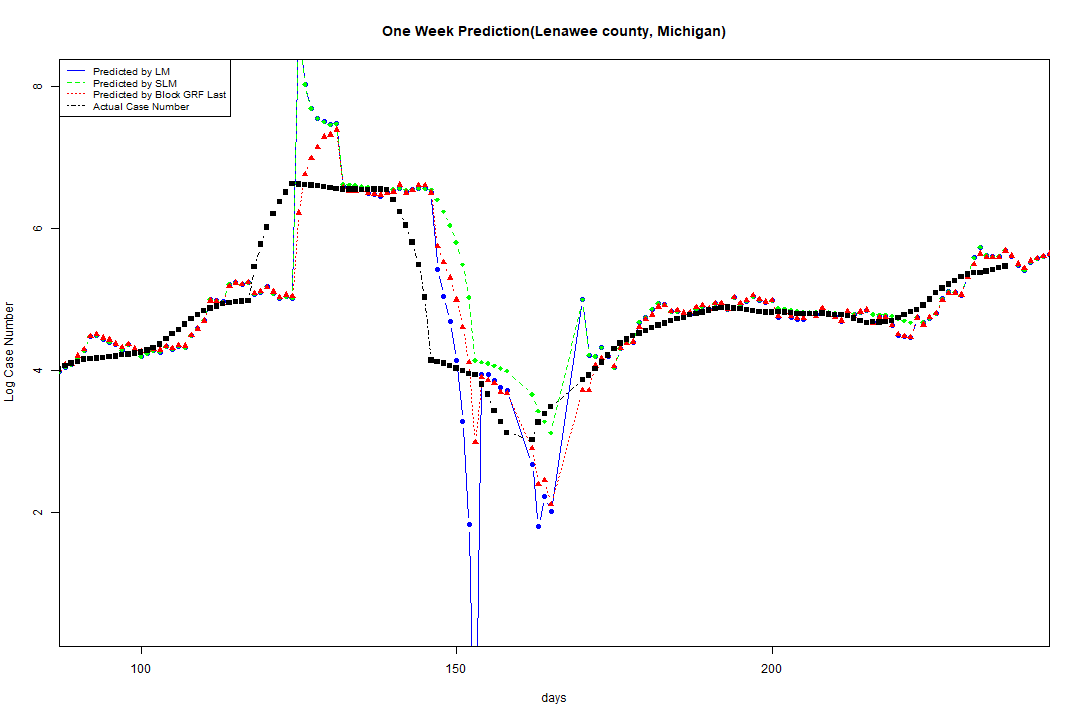 One Week Prediction(Lenawee county, Michigan)
Predicted by LM
Predicted by SLM
Predicted by Block GRF Last
Actual Case Number
8
6
4
2
Log Case Number
100
150
200
days